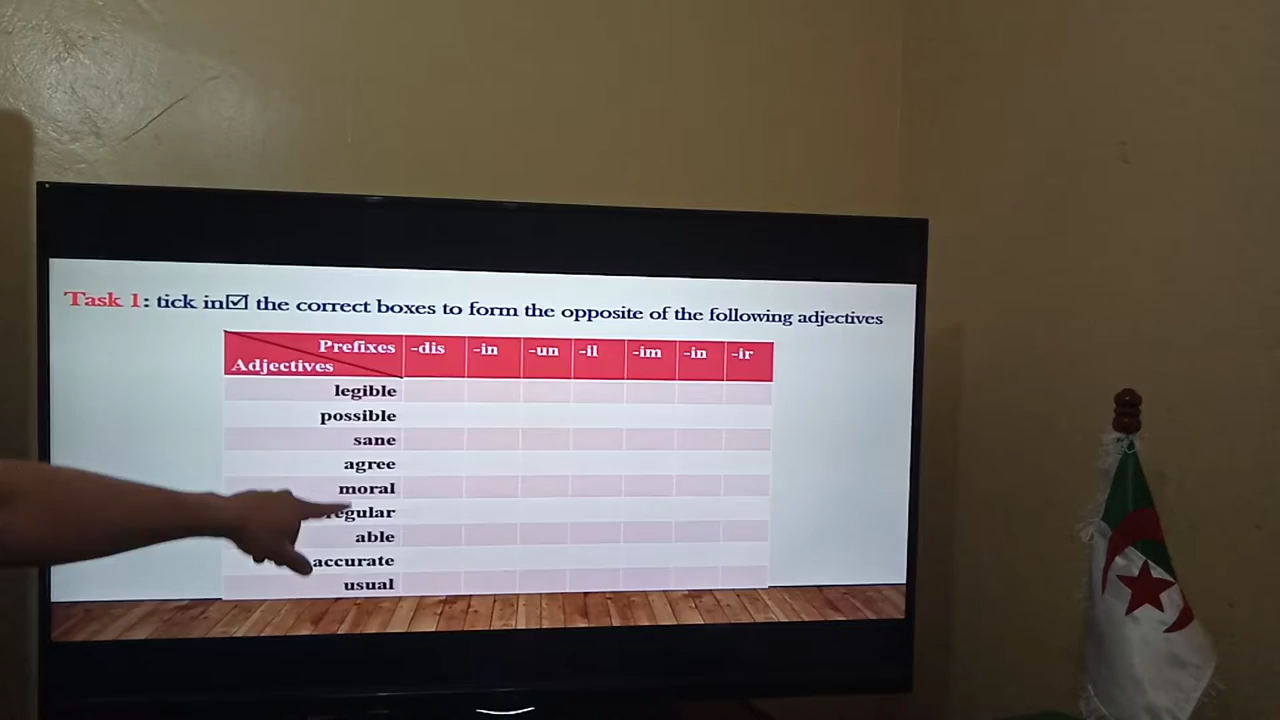 Task 1: tick in☑ the correct boxes to form the opposite of the following adjectives
Prefixes -dis -in -un -il -im -in -ir
Adjectives
legible
possible
sane
agree
moral
regular
able
accurate
usual